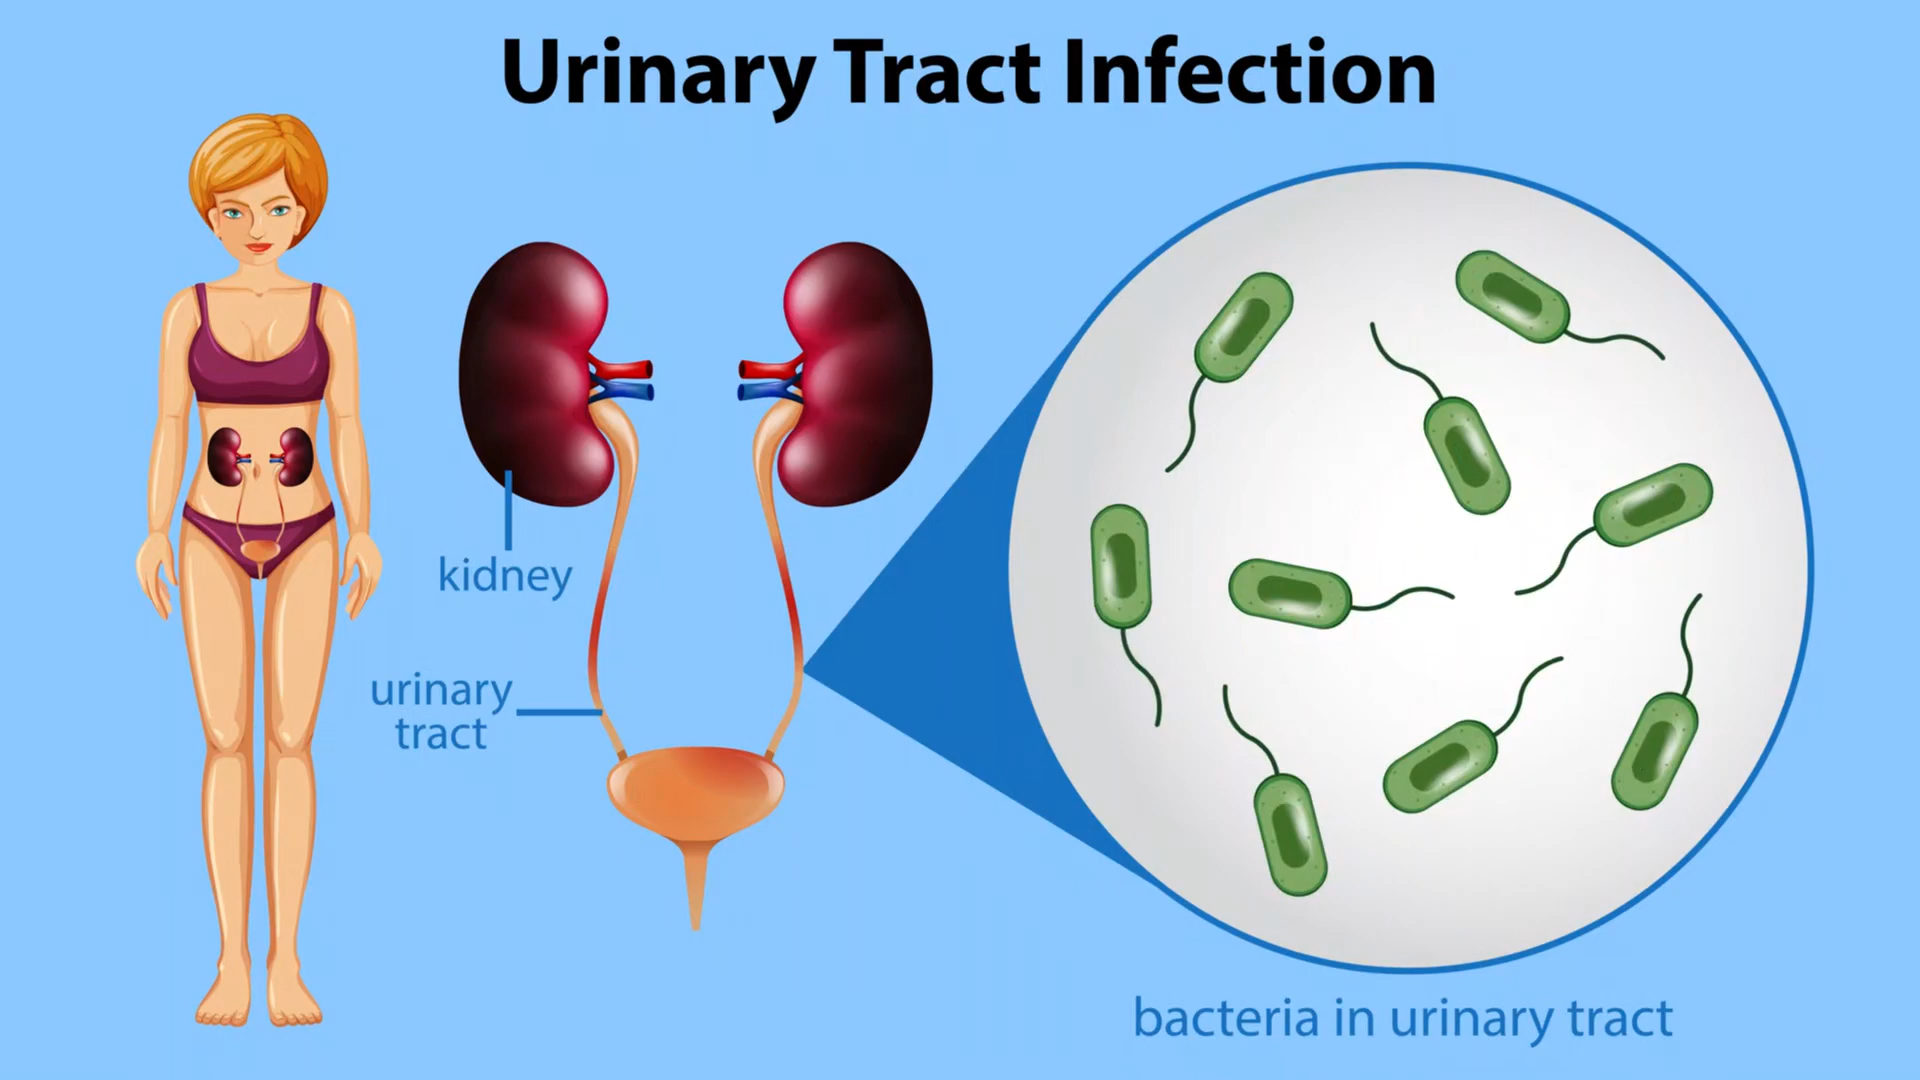 Urinary Tract Infection
kidney
urinary
tract
bacteria in urinary tract